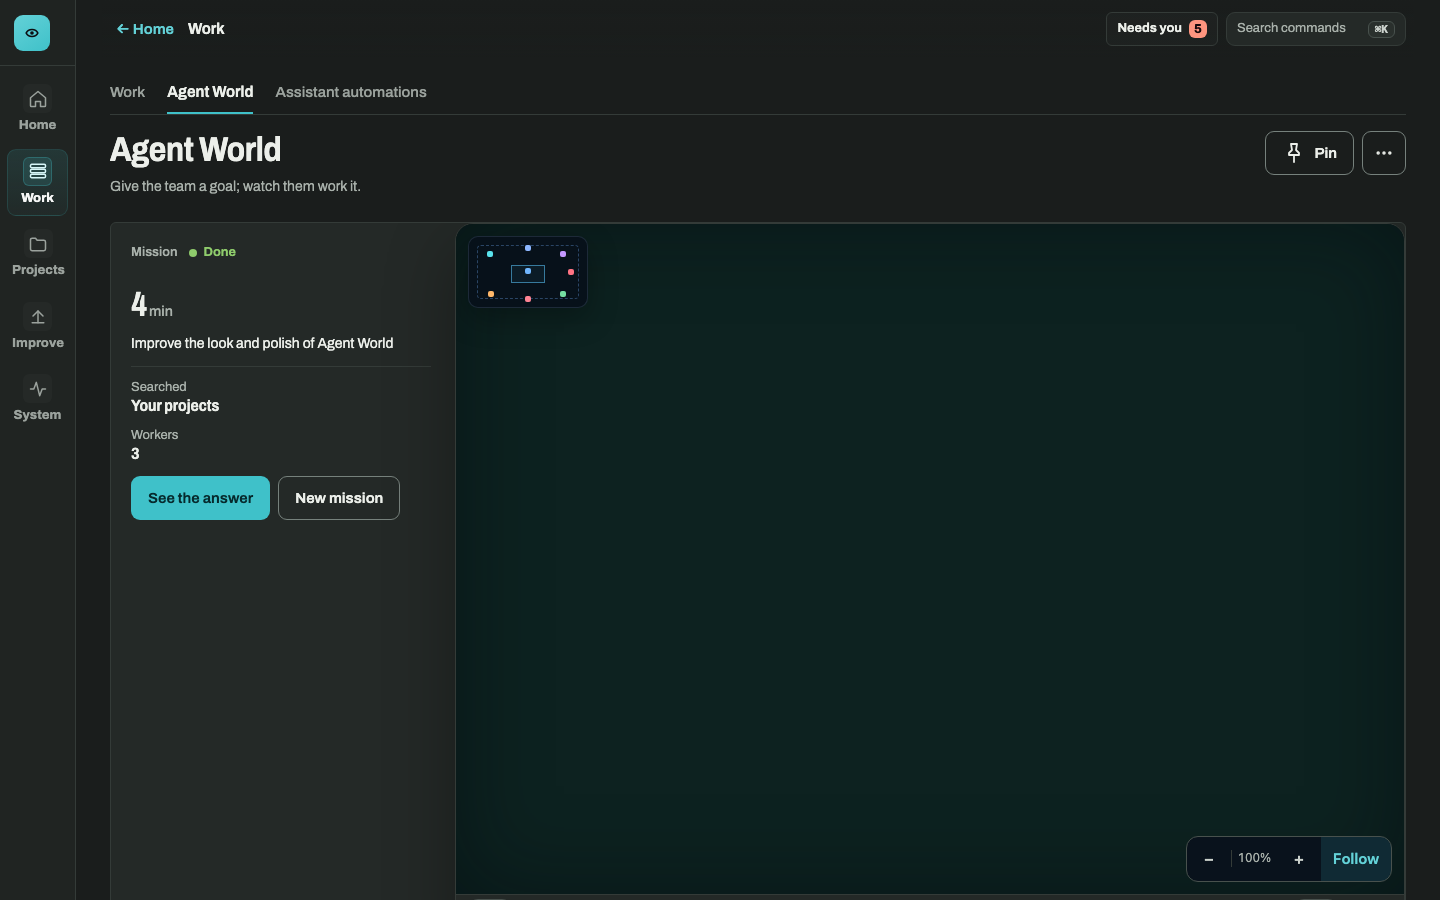 ← Home Work
Needs you 5
Search commands ⌘K
Home
Work
Projects
Improve
System
Work Agent World Assistant automations
Agent World
Give the team a goal; watch them work it.
Pin
Mission Done
4 min
Improve the look and polish of Agent World
Searched
Your projects
Workers
3
See the answer New mission
− 100% + Follow